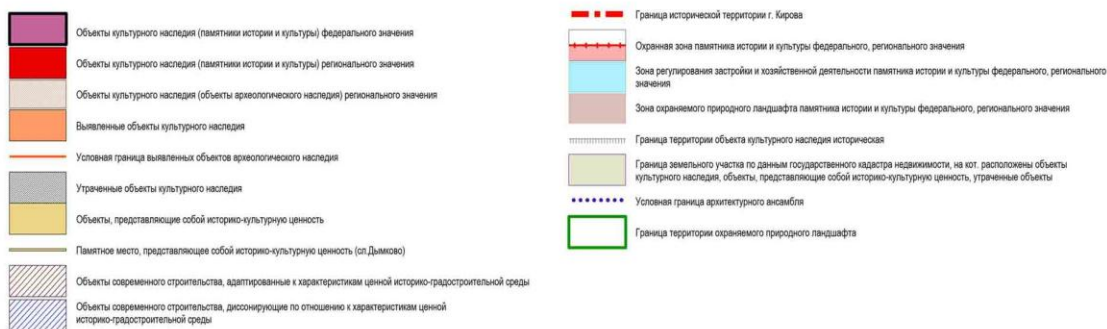 Объекты культурного наследия (памятники истории и культуры) федерального значения
Объекты культурного наследия (памятники истории и культуры) регионального значения
Объекты культурного наследия (объекты археологического наследия) регионального значения
Выявленные объекты культурного наследия
Условная граница выявленных объектов археологического наследия
Утраченные объекты культурного наследия
Объекты, представляющие собой историко-культурную ценность
Памятное место, представляющее собой историко-культурную ценность (сл.Дымково)
Объекты современного строительства, адаптированные к характеристикам ценной историко-градостроительной среды
Объекты современного строительства, диссонирующие по отношению к характеристикам ценной
историко-градостроительной среды
Граница исторической территории г. Кирова
Охранная зона памятника истории и культуры федерального, регионального значения
Зона регулирования застройки и хозяйственной деятельности памятника истории и культуры федерального, регионального
значения
Зона охраняемого природного ландшафта памятника истории и культуры федерального, регионального значения
Граница территории объекта культурного наследия историческая
Граница земельного участка по данным государственного кадастра недвижимости, на кот. расположены объекты
культурного наследия, объекты, представляющие собой историко-культурную ценность, утраченные объекты
Условная граница архитектурного ансамбля
Граница территории охраняемого природного ландшафта